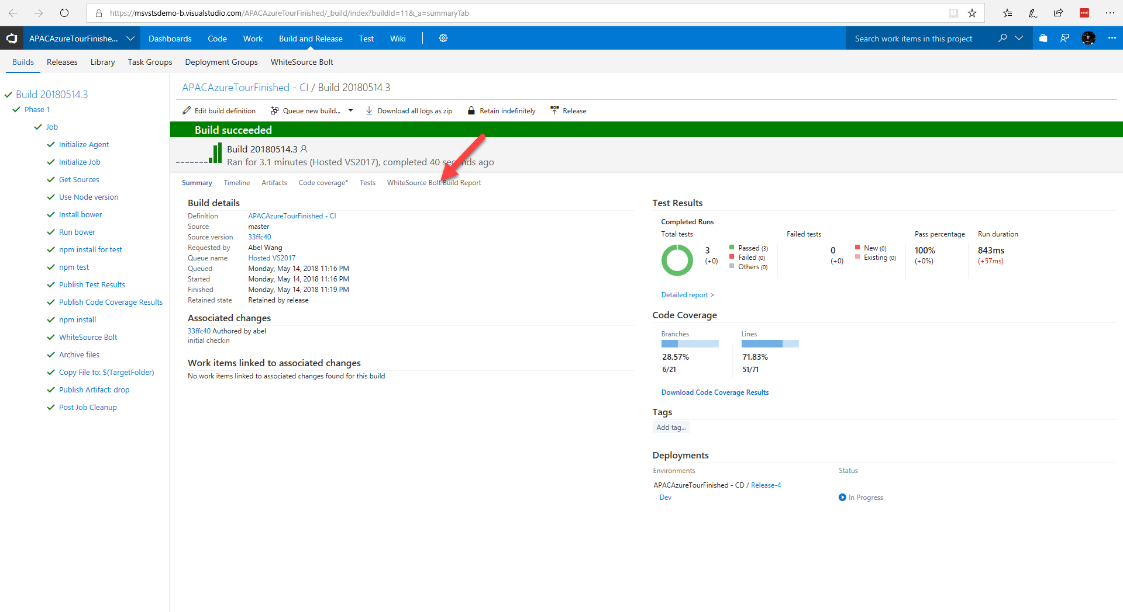 https://msvstsdemo-b.visualstudio.com/APACAzureTourFinished/_build/index?buildId=11&_a=summaryTab
APACAzureTourFinishe... Dashboards Code Work Build and Release Test Wiki Search work items in this project
Builds Releases Library Task Groups Deployment Groups WhiteSource Bolt
Build 20180514.3
Phase 1
Job
Initialize Agent
Initialize Job
Get Sources
Use Node version
Install bower
Run bower
npm install for test
npm test
Publish Test Results
Publish Code Coverage Results
npm install
WhiteSource Bolt
Archive files
Copy File to: $(TargetFolder)
Publish Artifact: drop
Post Job Cleanup
APACAzureTourFinished - CI / Build 20180514.3
Edit build definition Queue new build... Download all logs as zip Retain indefinitely Release
Build succeeded
Build 20180514.3
Ran for 3.1 minutes (Hosted VS2017), completed 40 seconds ago
Summary Timeline Artifacts Code coverage* Tests WhiteSource Bolt Build Report
Build details
Definition APACAzureTourFinished - CI
Source master
Source version 33ffc40
Requested by Abel Wang
Queue name Hosted VS2017
Queued Monday, May 14, 2018 11:16 PM
Started Monday, May 14, 2018 11:16 PM
Finished Monday, May 14, 2018 11:19 PM
Retained state Retained by release
Associated changes
33ffc40 Authored by abel
initial checkin
Work items linked to associated changes
No work items linked to associated changes found for this build
Test Results
Completed Runs
Total tests Failed tests Pass percentage Run duration
3 Passed (3) 0 New (0) 100% 843ms
(+0) Failed (0) (+0) Existing (0) (+0%) (+57ms)
Others (0)
Detailed report >
Code Coverage
Branches Lines
28.57% 71.83%
6/21 51/71
Download Code Coverage Results
Tags
Add tag...
Deployments
Environments Status
APACAzureTourFinished - CD / Release-4
Dev In Progress